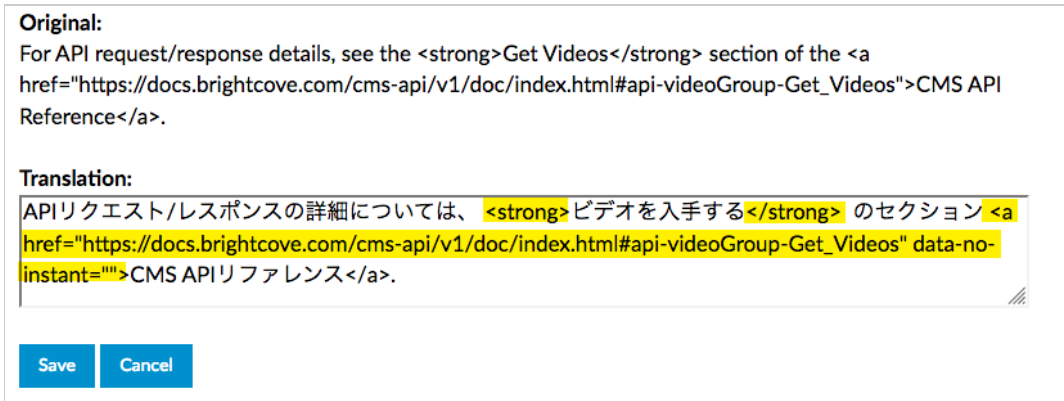 Original:
For API request/response details, see the <strong>Get Videos</strong> section of the <a
href="https://docs.brightcove.com/cms-api/v1/doc/index.html#api-videoGroup-Get_Videos">CMS API
Reference</a>.
Translation:
APIリクエスト/レスポンスの詳細については、 <strong>ビデオを入手する</strong> のセクション <a
href="https://docs.brightcove.com/cms-api/v1/doc/index.html#api-videoGroup-Get_Videos" data-no-
instant="">CMS APIリファレンス</a>.
Save Cancel